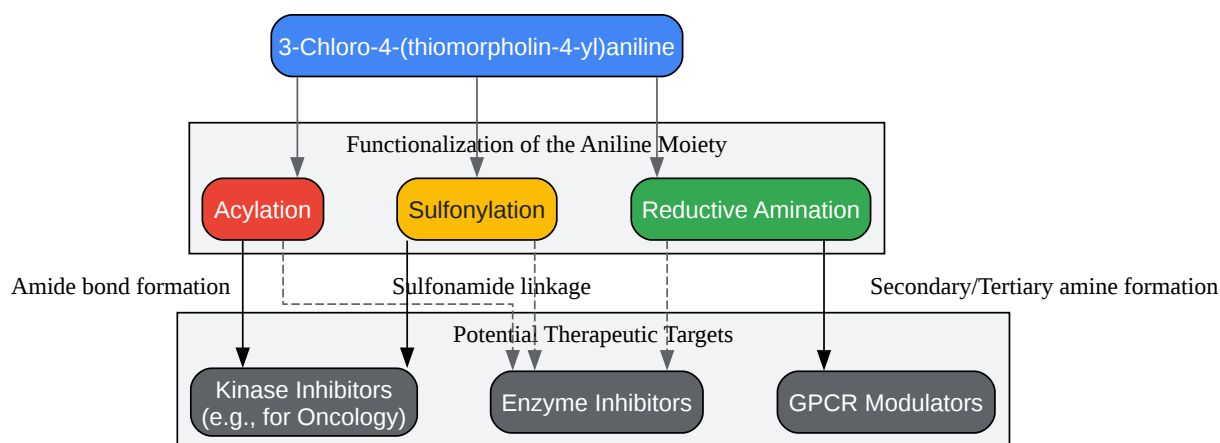 3-Chloro-4-(thiomorpholin-4-yl)aniline
Functionalization of the Aniline Moiety
Acylation
Sulfonylation
Reductive Amination
Amide bond formation
Sulfonamide linkage
Secondary/Tertiary amine formation
Potential Therapeutic Targets
Kinase Inhibitors
(e.g., for Oncology)
Enzyme Inhibitors
GPCR Modulators